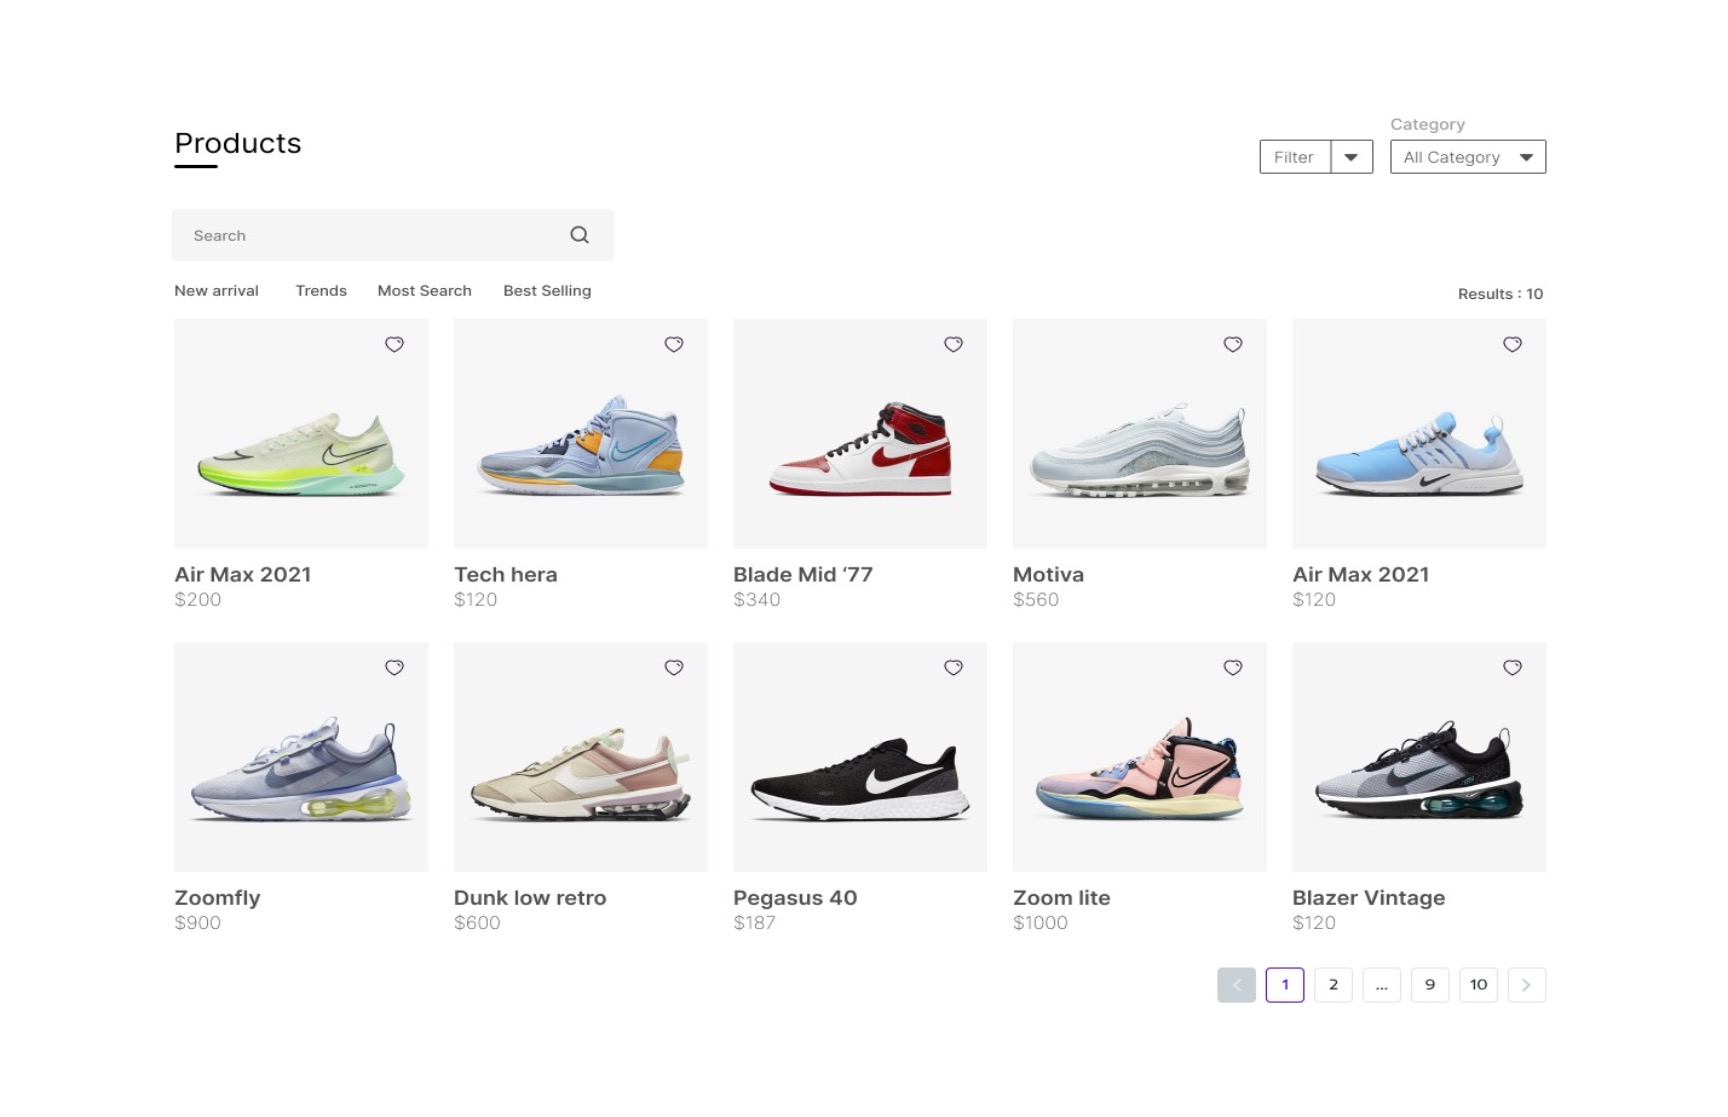 Products
Category
Filter
All Category
Search
New arrival Trends Most Search Best Selling
Results : 10
Air Max 2021 Tech hera Blade Mid ‘77 Motiva Air Max 2021
$200 $120 $340 $560 $120
Zoomfly Dunk low retro Pegasus 40 Zoom lite Blazer Vintage
$900 $600 $187 $1000 $120
1 2 ... 9 10